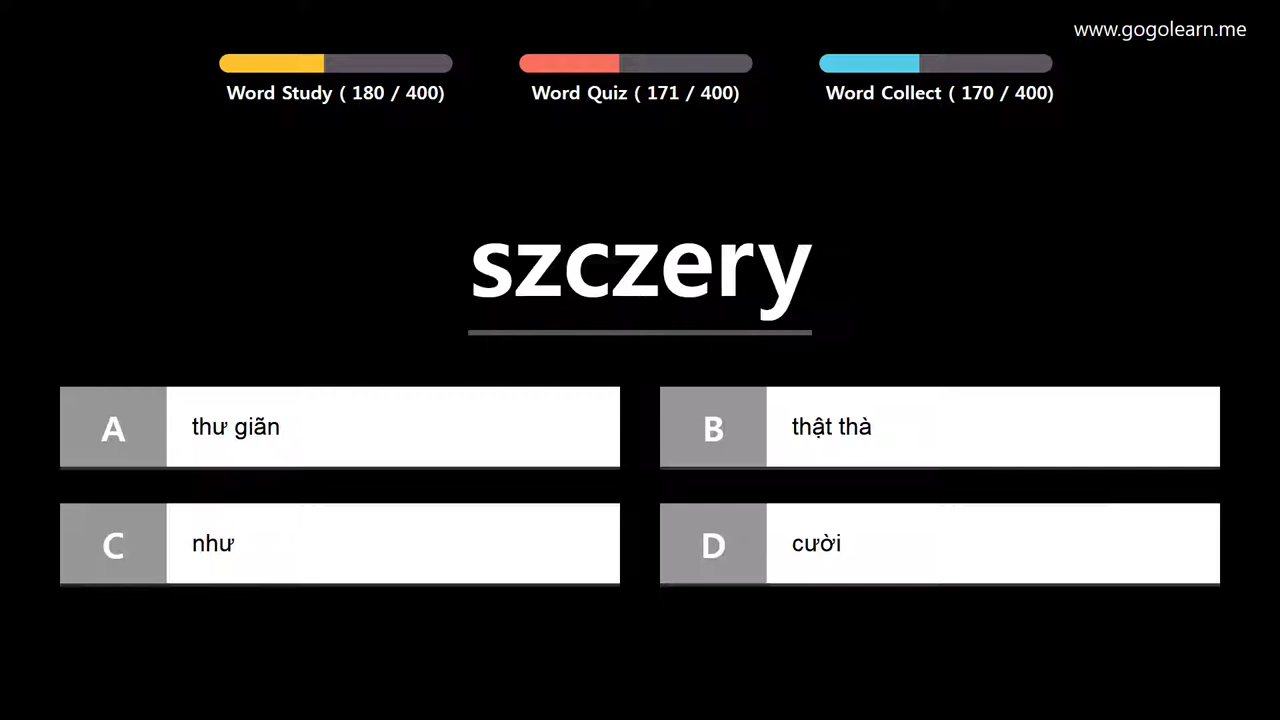 www.gogolearn.me
Word Study ( 180 / 400)
Word Quiz ( 171 / 400)
Word Collect ( 170 / 400)
szczery
A thư giãn
B thật thà
C như
D cười